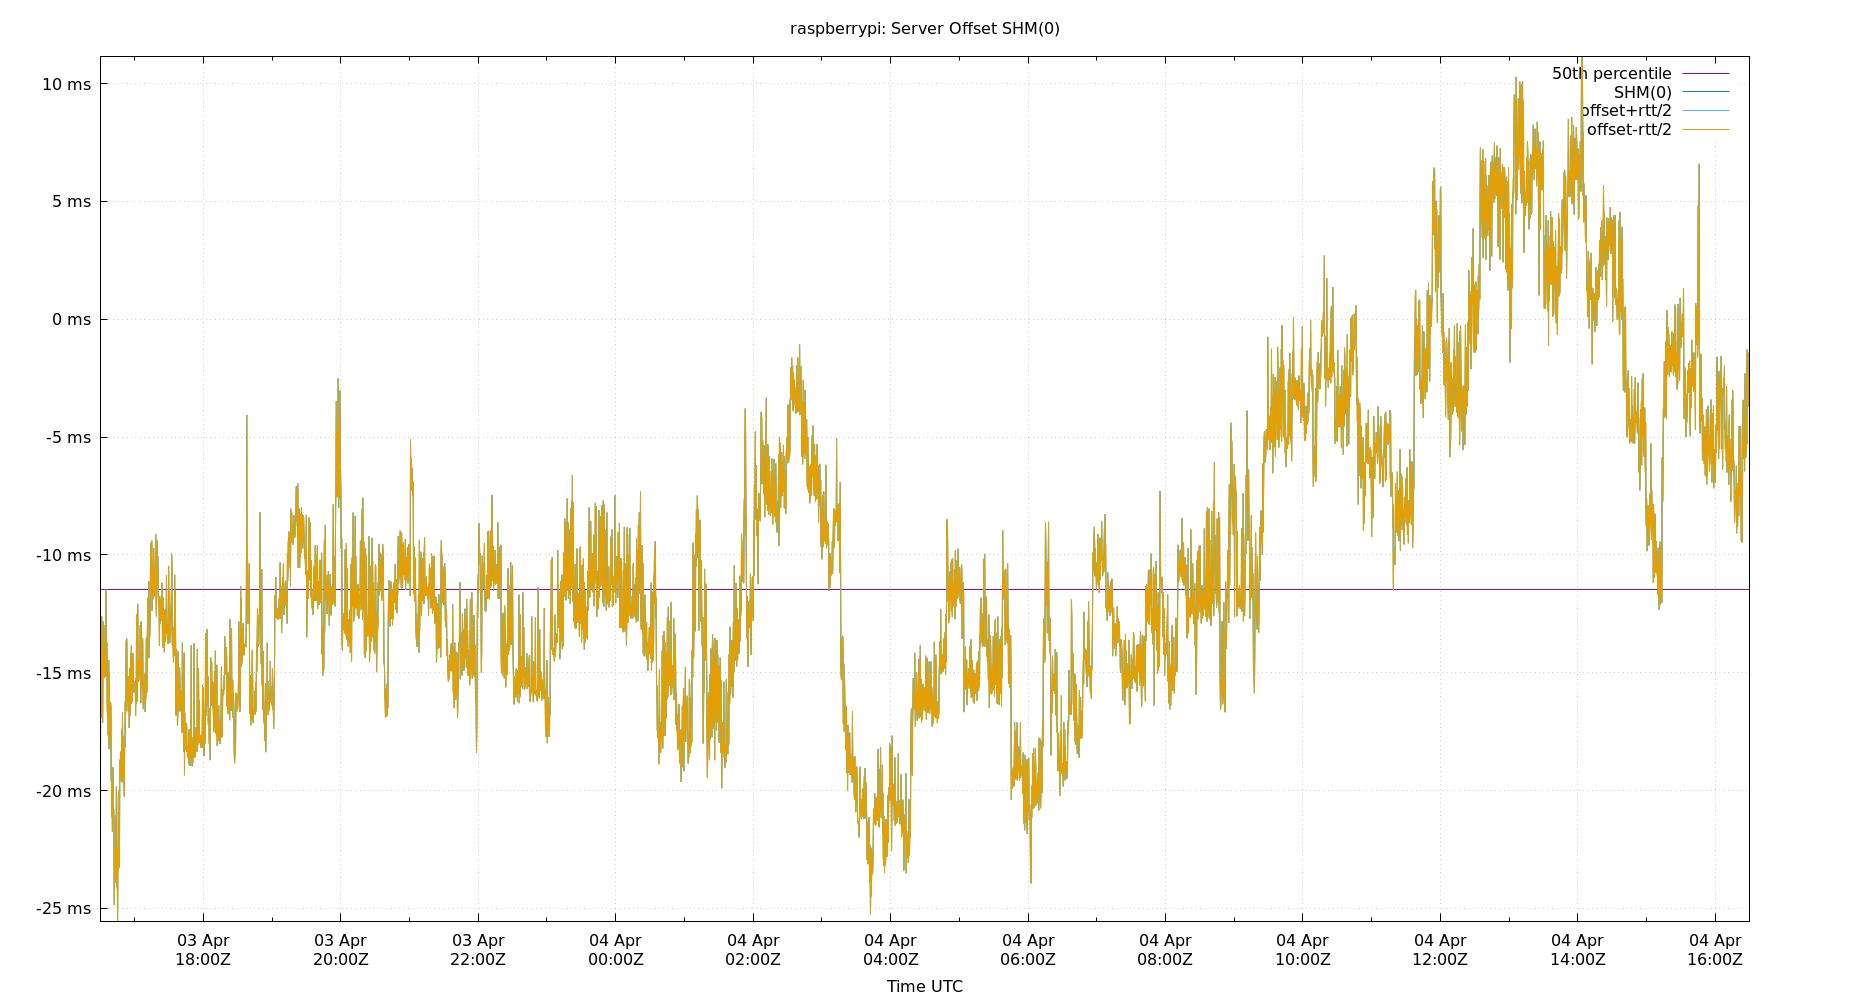 raspberrypi: Server Offset SHM(0)
50th percentile
SHM(0)
offset+rtt/2
offset-rtt/2
10 ms
5 ms
0 ms
-5 ms
-10 ms
-15 ms
-20 ms
-25 ms
03 Apr 03 Apr 03 Apr 04 Apr 04 Apr 04 Apr 04 Apr 04 Apr 04 Apr 04 Apr 04 Apr 04 Apr
18:00Z 20:00Z 22:00Z 00:00Z 02:00Z 04:00Z 06:00Z 08:00Z 10:00Z 12:00Z 14:00Z 16:00Z
Time UTC